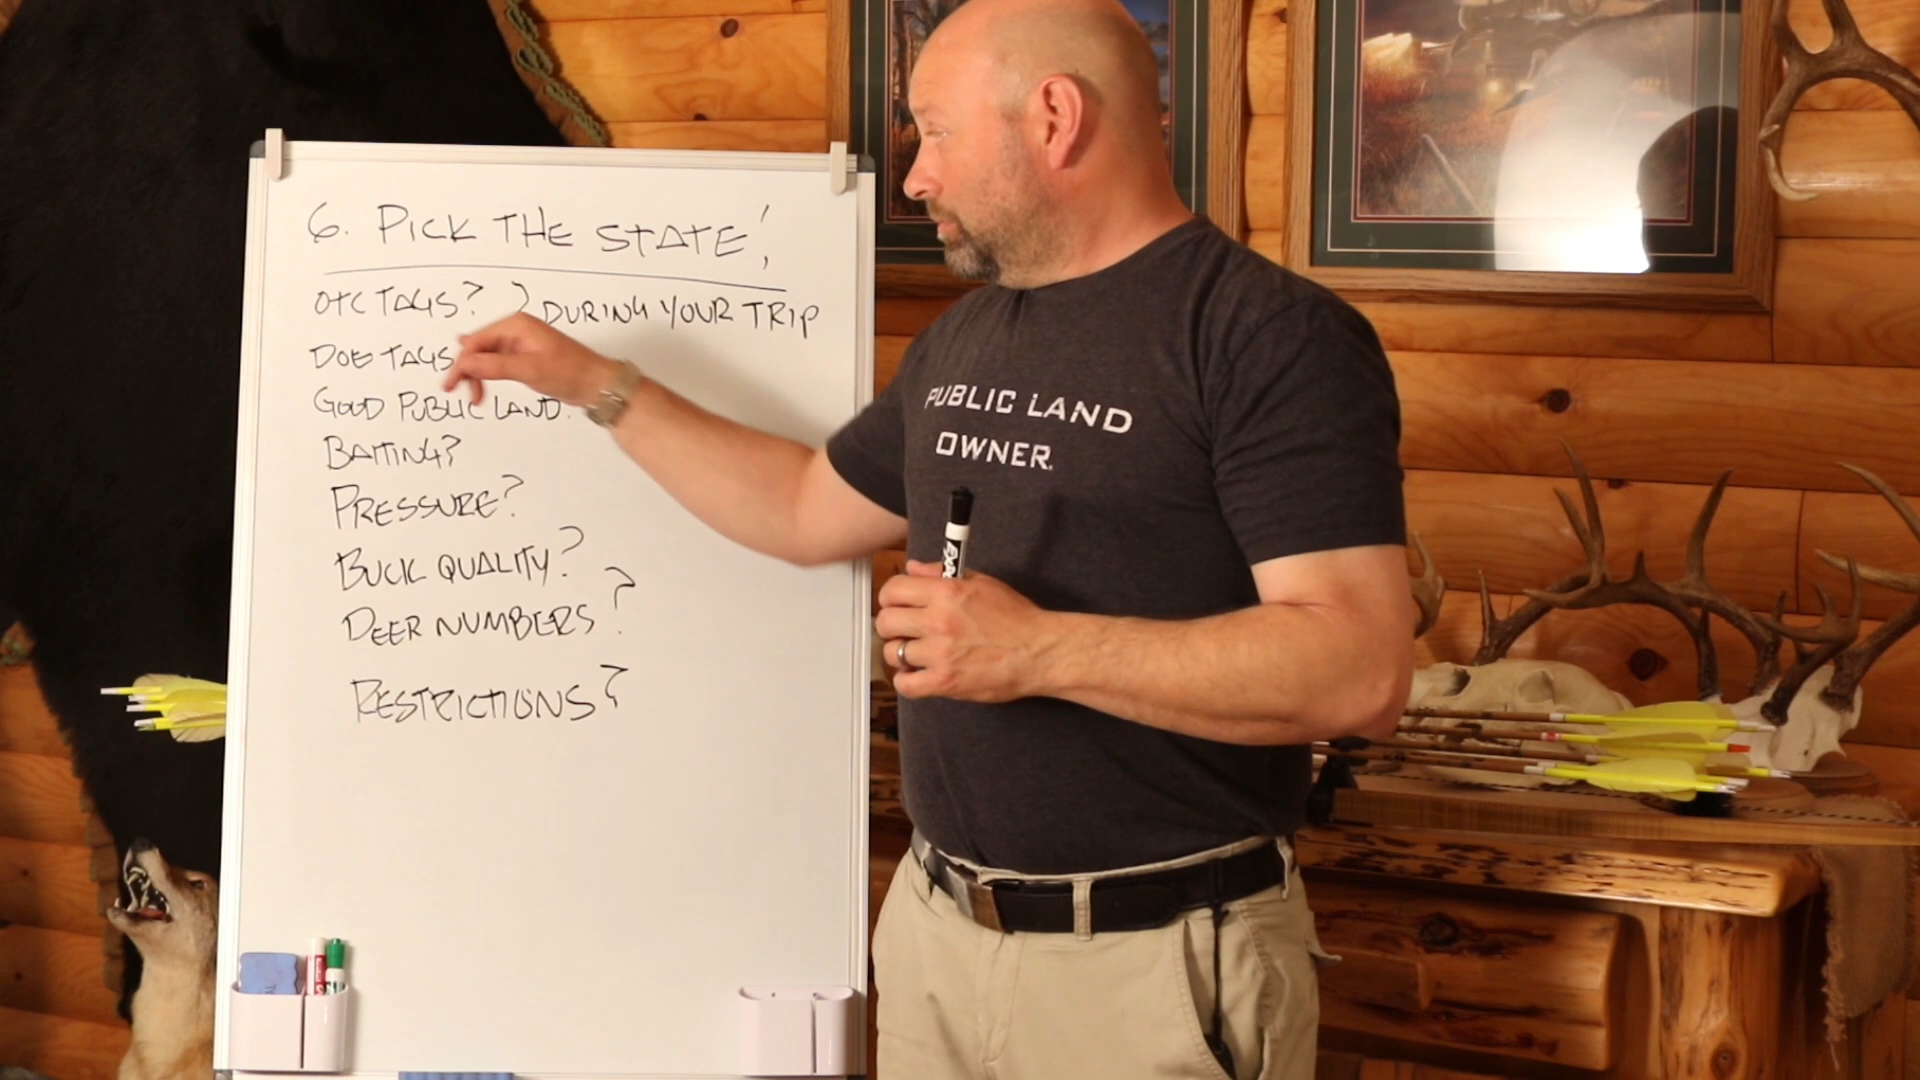 6. PICK THE STATE!
OTC TAGS? } DURING YOUR TRIP
DOE TAGS
GOOD PUBLIC LAND.
BAITING?
PRESSURE?
BUCK QUALITY?
DEER NUMBERS?
RESTRICTIONS?
PUBLIC LAND
OWNER.